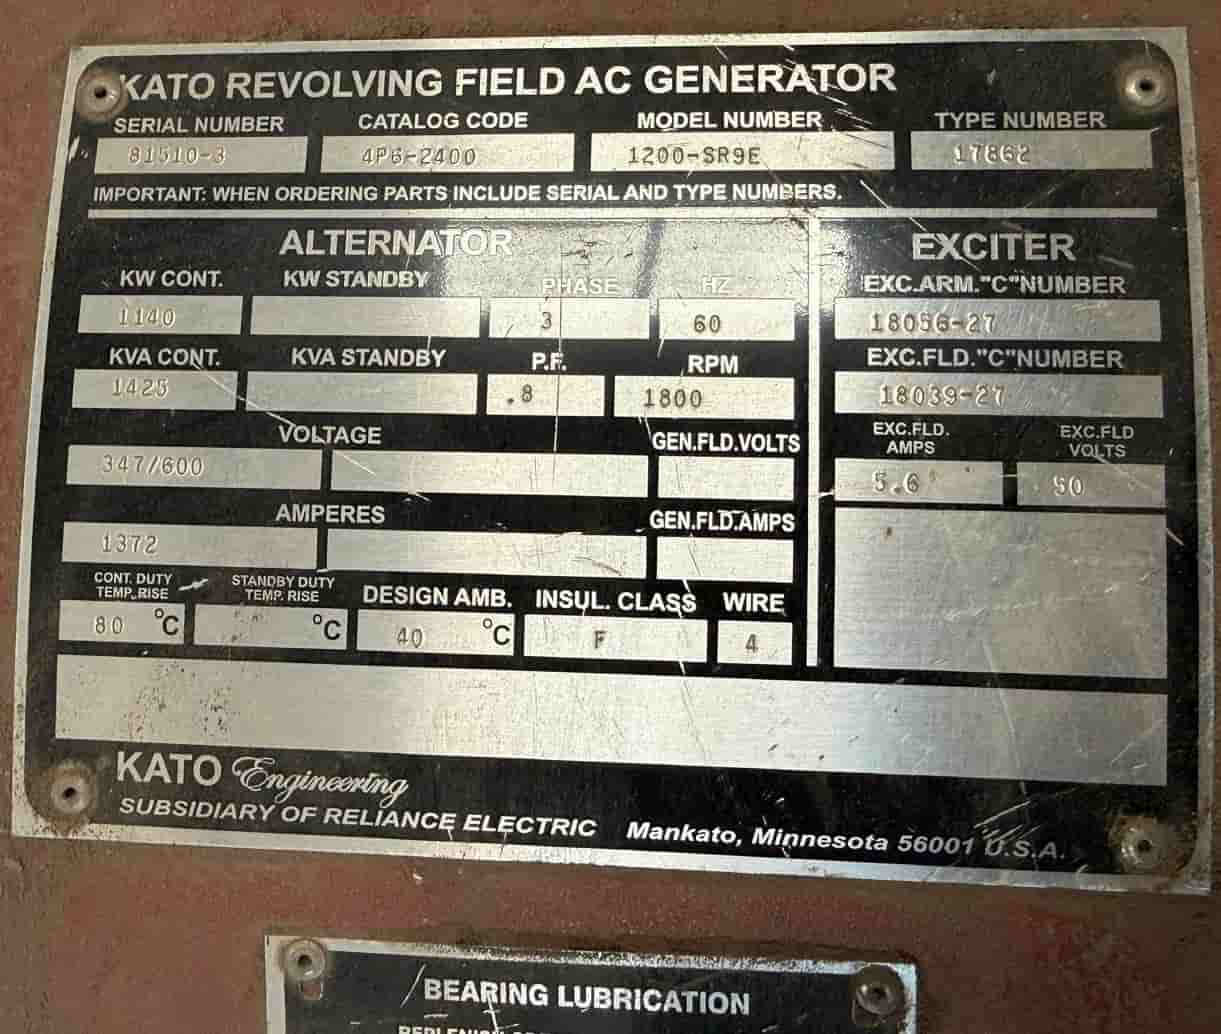 KATO REVOLVING FIELD AC GENERATOR
SERIAL NUMBER CATALOG CODE MODEL NUMBER TYPE NUMBER
81510-3 4P6-2400 1200-SR9E 17862
IMPORTANT: WHEN ORDERING PARTS INCLUDE SERIAL AND TYPE NUMBERS.
ALTERNATOR EXCITER
KW CONT. KW STANDBY PHASE HZ EXC.ARM."C"NUMBER
1140 3 60 18056-27
KVA CONT. KVA STANDBY P.F. RPM EXC.FLD."C"NUMBER
1425 .8 1800 18039-27
VOLTAGE GEN.FLD.VOLTS EXC.FLD. AMPS EXC.FLD VOLTS
347/600 5.6 50
AMPERES GEN.FLD.AMPS
1372
CONT. DUTY TEMP. RISE STANDBY DUTY TEMP. RISE DESIGN AMB. INSUL. CLASS WIRE
80 °C °C 40 °C F 4
KATO Engineering
SUBSIDIARY OF RELIANCE ELECTRIC Mankato, Minnesota 56001 U.S.A.
BEARING LUBRICATION